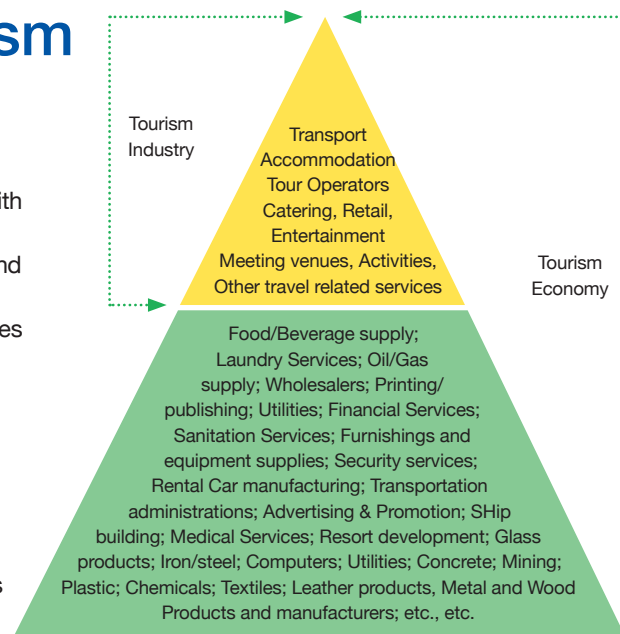 sm
ith
nd
es
s
Tourism
Industry
Transport
Accommodation
Tour Operators
Catering, Retail,
Entertainment
Meeting venues, Activities,
Other travel related services
Tourism
Economy
Food/Beverage supply;
Laundry Services; Oil/Gas
supply; Wholesalers; Printing/
publishing; Utilities; Financial Services;
Sanitation Services; Furnishings and
equipment supplies; Security services;
Rental Car manufacturing; Transportation
administrations; Advertising & Promotion; SHip
building; Medical Services; Resort development; Glass
products; Iron/steel; Computers; Utilities; Concrete; Mining;
Plastic; Chemicals; Textiles; Leather products, Metal and Wood
Products and manufacturers; etc., etc.